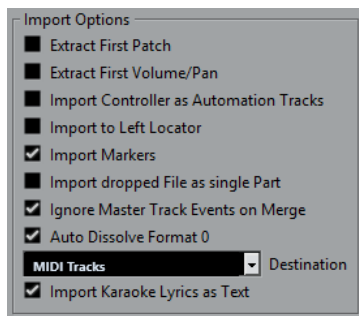 Import Options
Extract First Patch
Extract First Volume/Pan
Import Controller as Automation Tracks
Import to Left Locator
Import Markers
Import dropped File as single Part
Ignore Master Track Events on Merge
Auto Dissolve Format 0
MIDI Tracks Destination
Import Karaoke Lyrics as Text